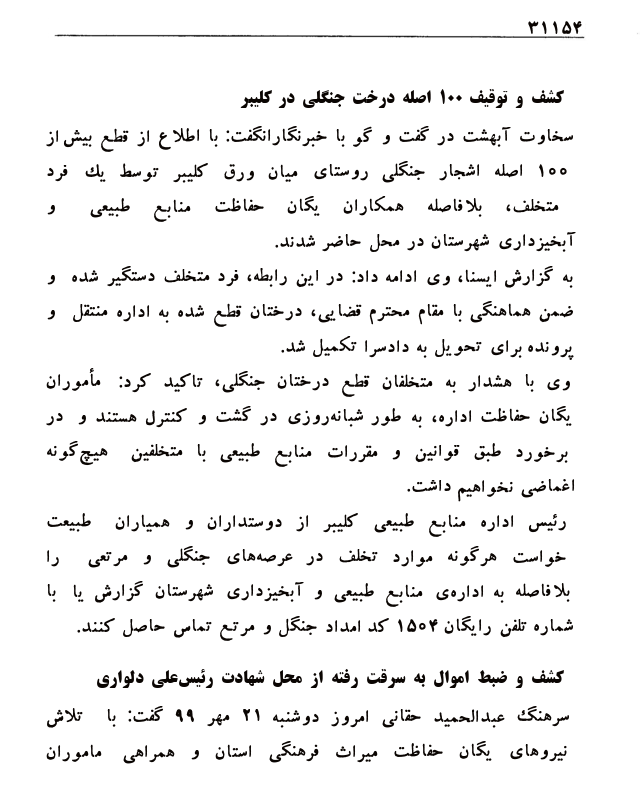 ۳۱۱۵۴
کشف و توقیف ۱۰۰ اصله درخت جنگلی در کلیبر
سخاوت آبهشت در گفت و گو با خبرنگارانگفت: با اطلاع از قطع بیش از
۱۰۰ اصله اشجار جنگلی روستای میان ورق کلیبر توسط یك فرد
متخلف، بلافاصله همکاران یگان حفاظت منابع طبیعی و
آبخیزداری شهرستان در محل حاضر شدند.
به گزارش ایسنا، وی ادامه داد: در این رابطه، فرد متخلف دستگیر شده و
ضمن هماهنگی با مقام محترم قضایی، درختان قطع شده به اداره منتقل و
پرونده برای تحویل به دادسرا تکمیل شد.
وی با هشدار به متخلفان قطع درختان جنگلی، تاکید کرد: مأموران
یگان حفاظت اداره، به طور شبانه‌روزی در گشت و کنترل هستند و در
برخورد طبق قوانین و مقررات منابع طبیعی با متخلفین هیچ‌گونه
اغماضی نخواهیم داشت.
رئیس اداره منابع طبیعی کلیبر از دوستداران و همیاران طبیعت
خواست هرگونه موارد تخلف در عرصه‌های جنگلی و مرتعی را
بلافاصله به اداره‌ی منابع طبیعی و آبخیزداری شهرستان گزارش یا با
شماره تلفن رایگان ۱۵۰۴ کد امداد جنگل و مرتع تماس حاصل کنند.
کشف و ضبط اموال به سرقت رفته از محل شهادت رئیس‌علی دلواری
سرهنگ عبدالحمید حقانی امروز دوشنبه ۲۱ مهر ۹۹ گفت: با تلاش
نیروهای یگان حفاظت میراث فرهنگی استان و همراهی ماموران